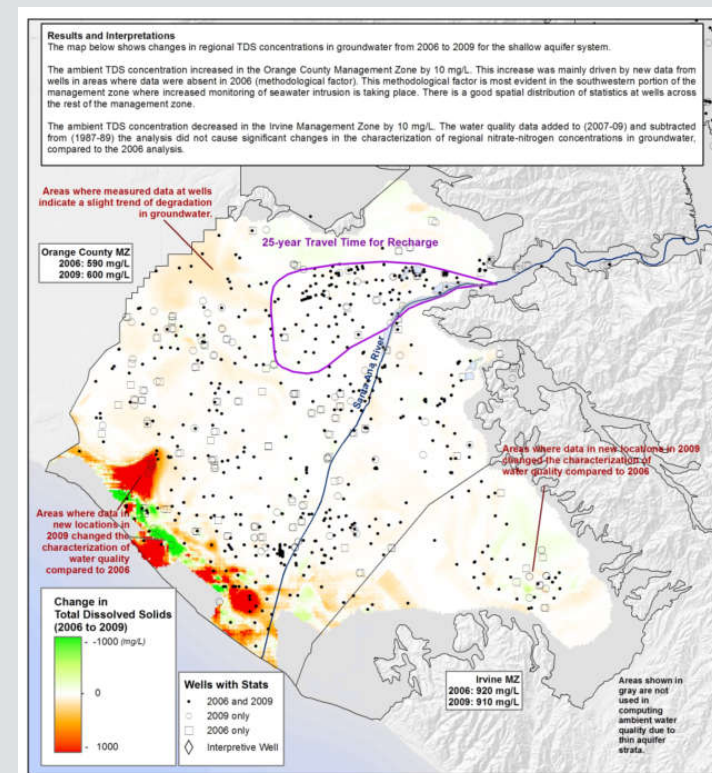 Results and Interpretations
The map below shows changes in regional TDS concentrations in groundwater from 2006 to 2009 for the shallow aquifer system.
The ambient TDS concentration increased in the Orange County Management Zone by 10 mg/L. This increase was mainly driven by new data from
wells in areas where data were absent in 2006 (methodological factor). This methodological factor is most evident in the southwestern portion of the
management zone where increased monitoring of seawater intrusion is taking place. There is a good spatial distribution of statistics at wells across
the rest of the management zone.
The ambient TDS concentration decreased in the Irvine Management Zone by 10 mg/L. The water quality data added to (2007-09) and subtracted
from (1987-89) the analysis did not cause significant changes in the characterization of regional nitrate-nitrogen concentrations in groundwater,
compared to the 2006 analysis.
Areas where measured data at wells
indicate a slight trend of degradation
in groundwater.
25-year Travel Time for Recharge
Orange County MZ
2006: 590 mg/L
2009: 600 mg/L
Santa Ana River
Areas where data in new locations in 2009
changed the characterization of
water quality compared to 2006
Areas where data in
new locations in
2009 changed the
characterization of
water quality
compared to 2006
Change in
Total Dissolved Solids
(2006 to 2009)
-1000 (mg/L)
0
1000
Wells with Stats
2006 and 2009
2009 only
2006 only
Interpretive Well
Irvine MZ
2006: 920 mg/L
2009: 910 mg/L
Areas shown in
gray are not
used in
computing
ambient water
quality due to
thin aquifer
strata.